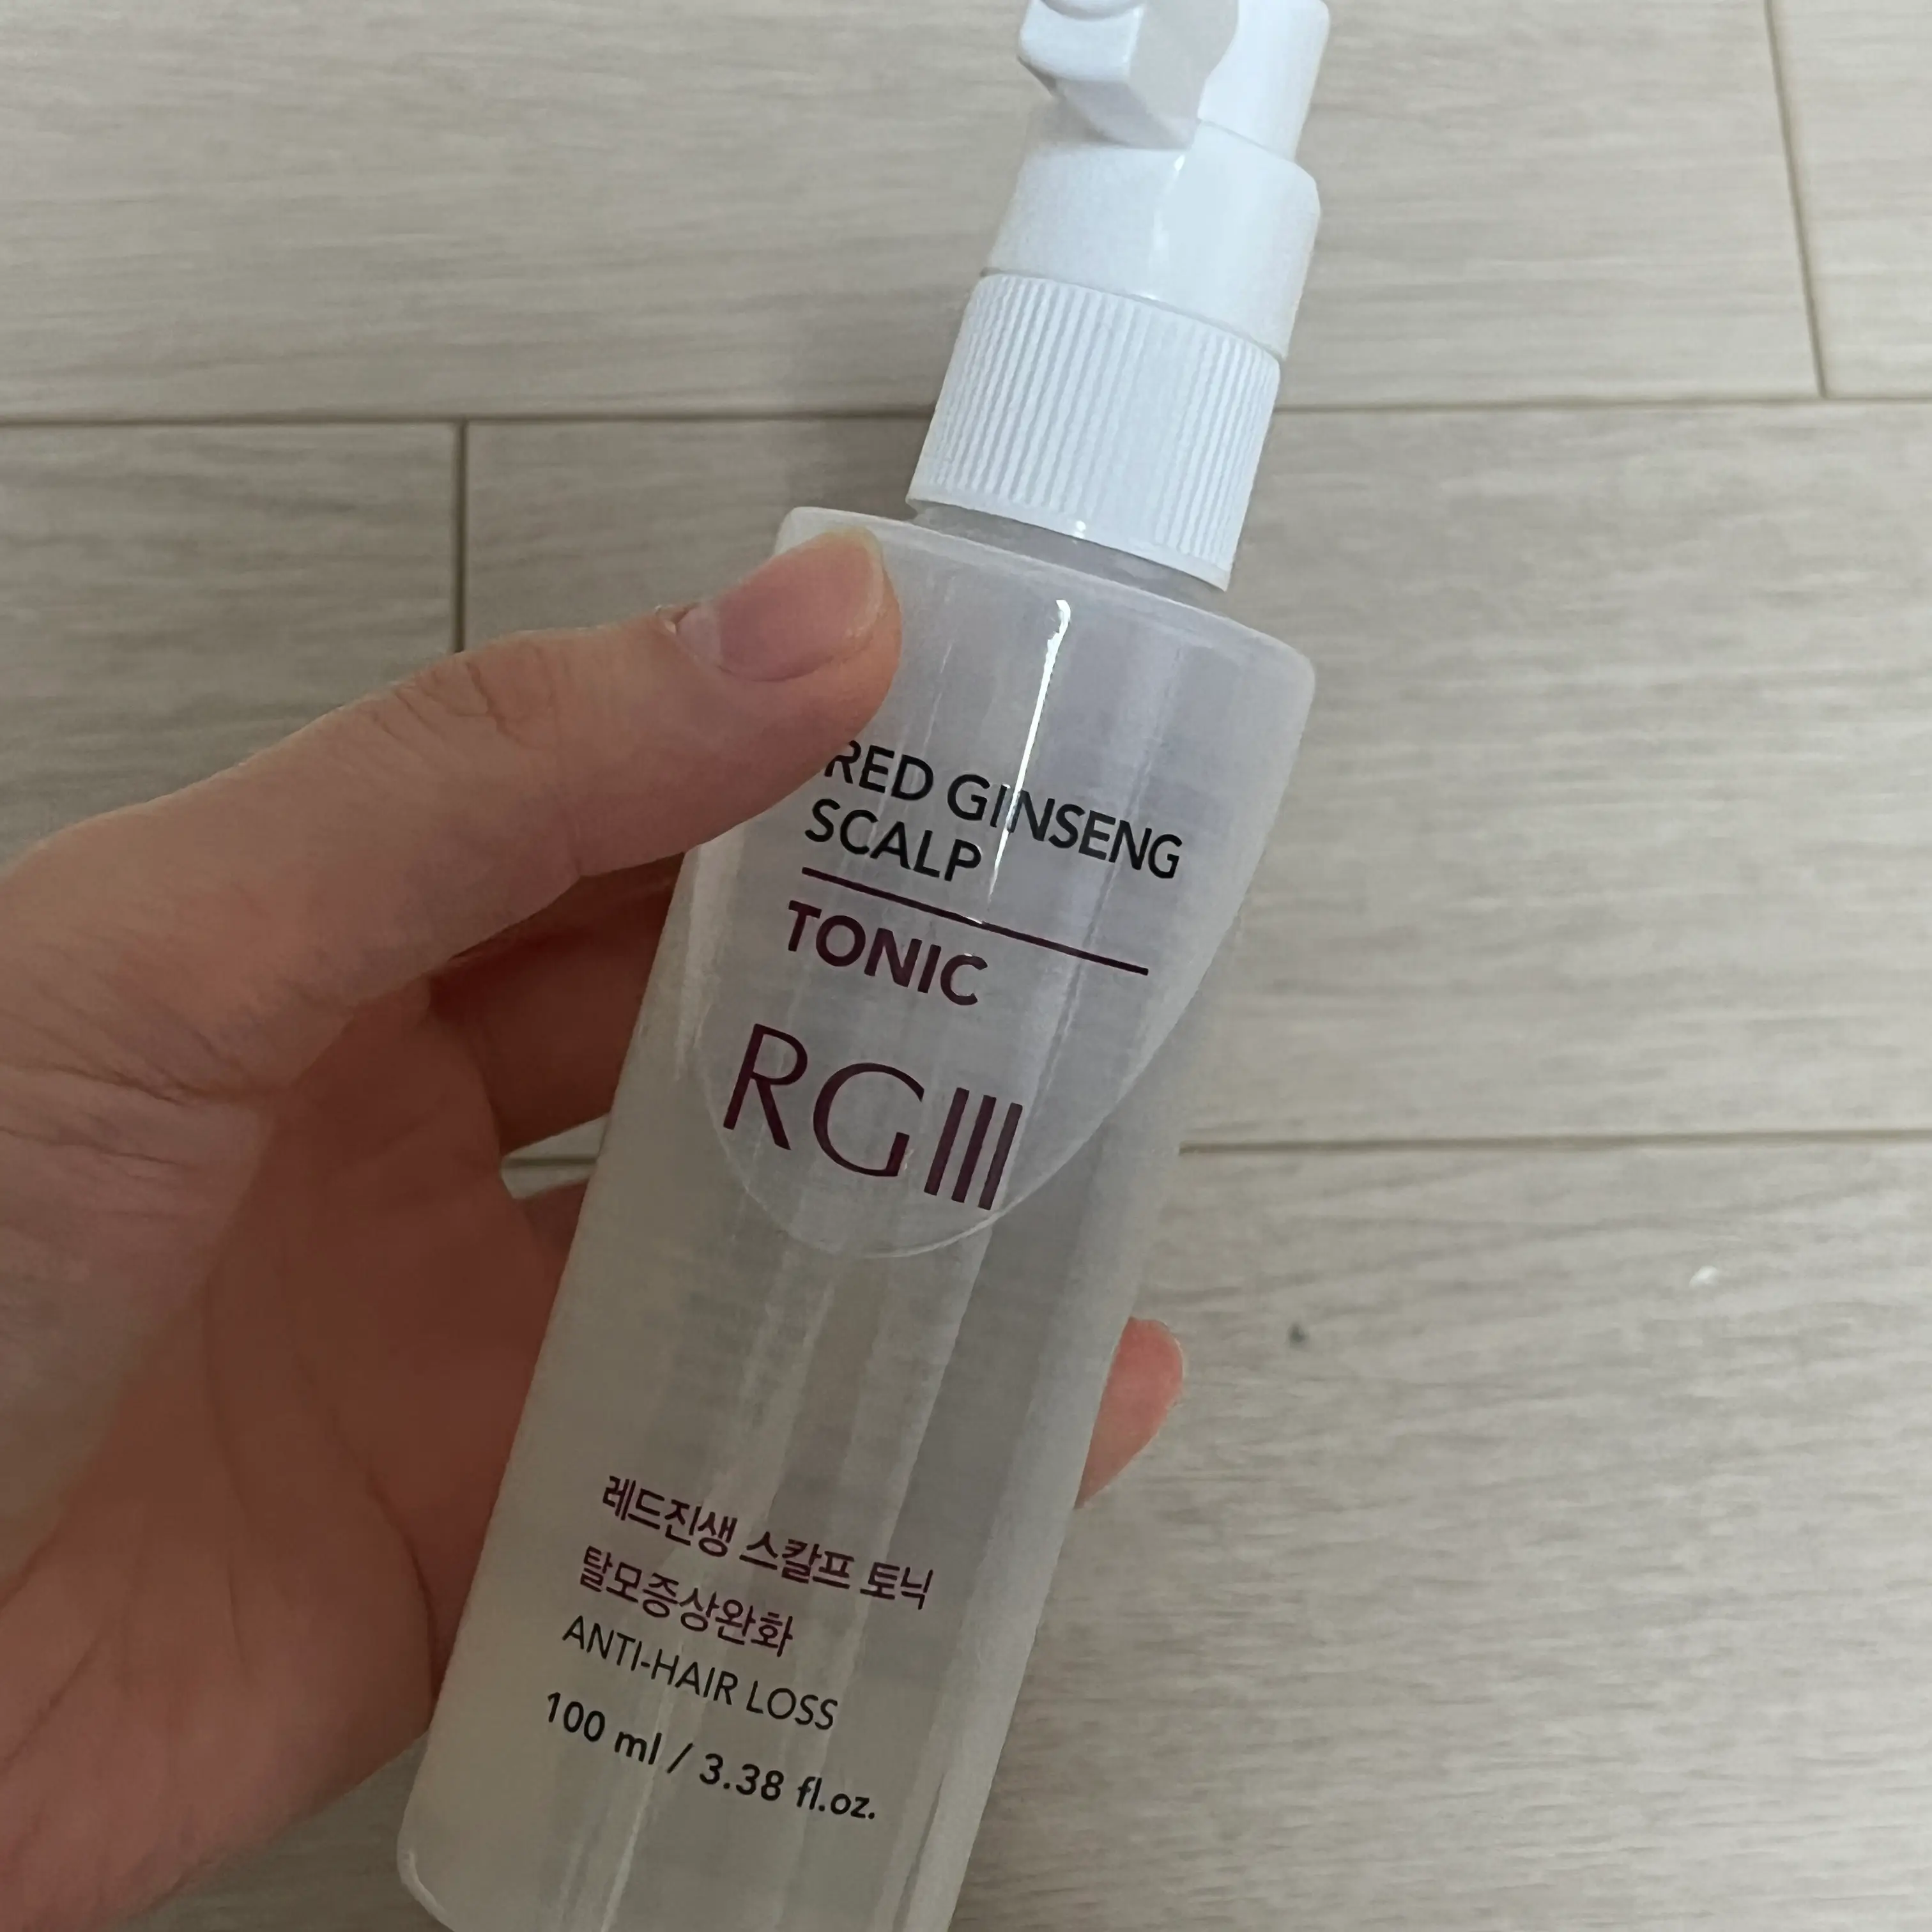 RED GINSENG
SCALP
TONIC
RGIII
레드진생 스칼프 토닉
탈모증상완화
ANTI-HAIR LOSS
100 ml / 3.38 fl.oz.